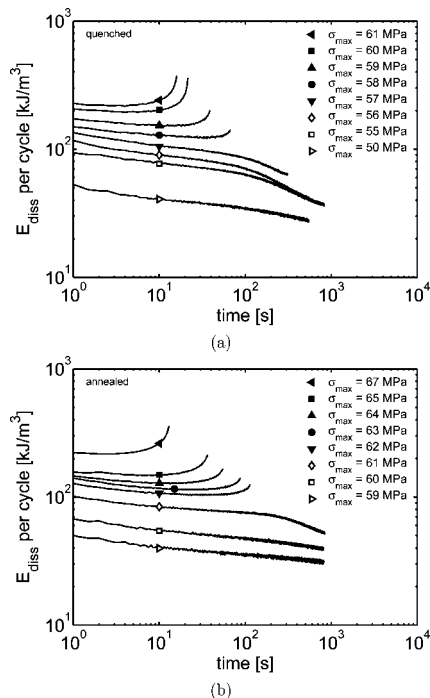 10³
quenched
σmax = 61 MPa
σmax = 60 MPa
σmax = 59 MPa
σmax = 58 MPa
σmax = 57 MPa
σmax = 56 MPa
σmax = 55 MPa
σmax = 50 MPa
10²
E_diss per cycle [kJ/m³]
10¹
10⁰ 10¹ 10² 10³ 10⁴
time [s]
(a)
10³
annealed
σmax = 67 MPa
σmax = 65 MPa
σmax = 64 MPa
σmax = 63 MPa
σmax = 62 MPa
σmax = 61 MPa
σmax = 60 MPa
σmax = 59 MPa
10²
E_diss per cycle [kJ/m³]
10¹
10⁰ 10¹ 10² 10³ 10⁴
time [s]
(b)